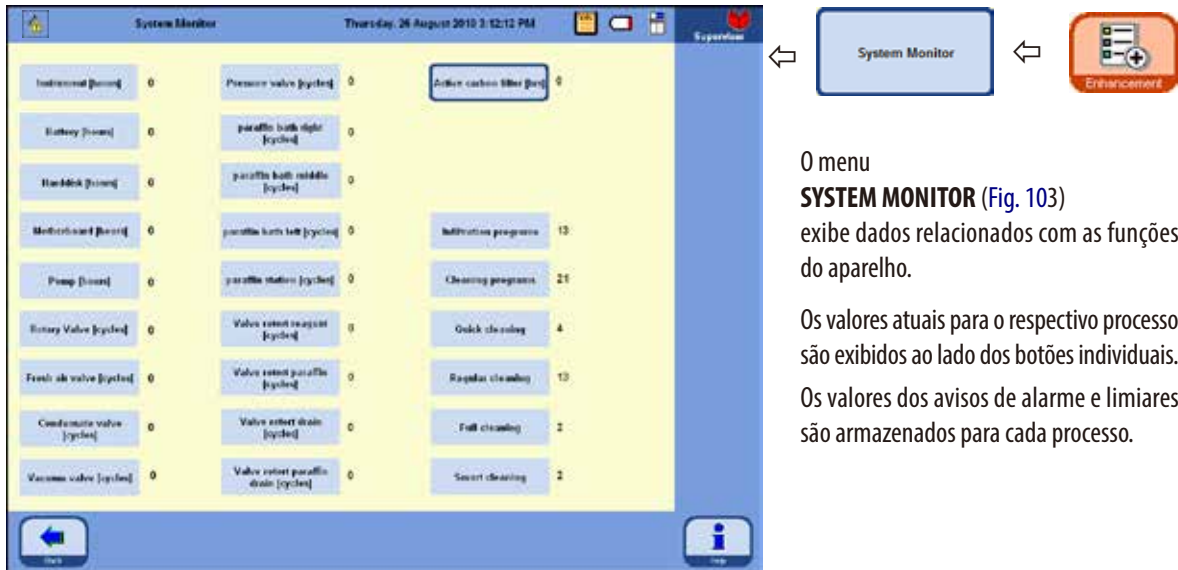 System Monitor
Thursday, 26 August 2010 3:12:12 PM
Supervisor
Instrument [hours] 0
Battery [hours] 0
Harddisk [hours] 0
Motherboard [hours] 0
Pump [hours] 0
Rotary Valve [cycles] 0
Fresh air valve [cycles] 0
Condensate valve
[cycles] 0
Vacuum valve [cycles] 0
Pressure valve [cycles] 0
paraffin bath right
[cycles] 0
paraffin bath middle
[cycles] 0
paraffin bath left [cycles] 0
paraffin station [cycles] 0
Valve retort reagent
[cycles] 0
Valve retort paraffin
[cycles] 0
Valve retort drain
[cycles] 0
Valve retort paraffin
drain [cycles] 0
Active carbon filter [hrs] 0
Infiltration programs 13
Cleaning programs 21
Quick cleaning 4
Regular cleaning 13
Full cleaning 2
Smart cleaning 2
Back
Help
System Monitor
Enhancement
O menu
SYSTEM MONITOR (Fig. 103)
exibe dados relacionados com as funções
do aparelho.
Os valores atuais para o respectivo processo
são exibidos ao lado dos botões individuais.
Os valores dos avisos de alarme e limiares
são armazenados para cada processo.